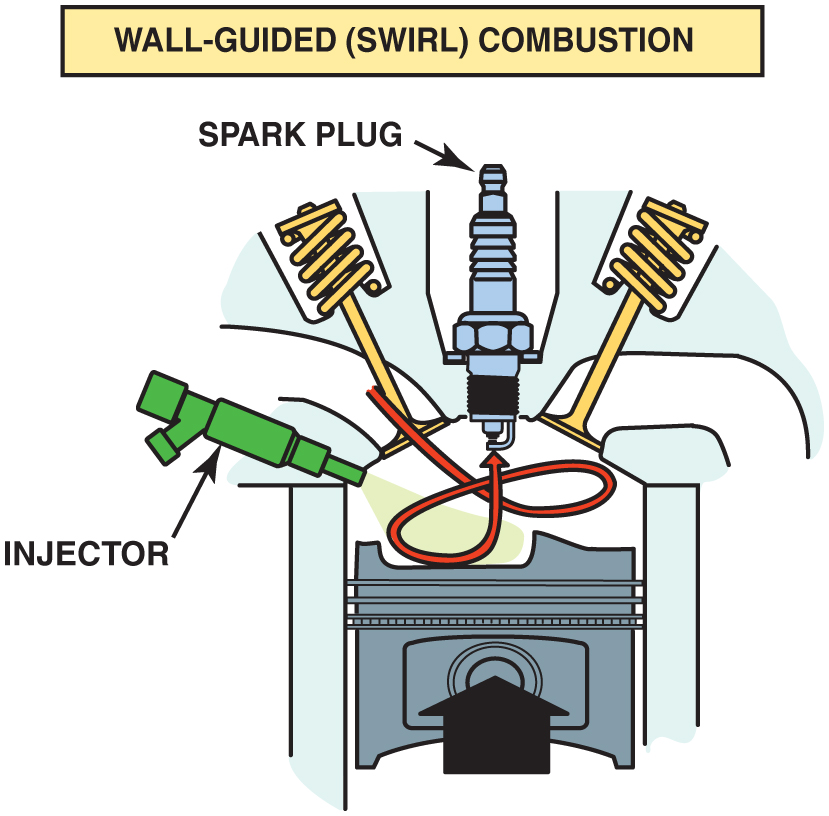 WALL-GUIDED (SWIRL) COMBUSTION
SPARK PLUG
INJECTOR